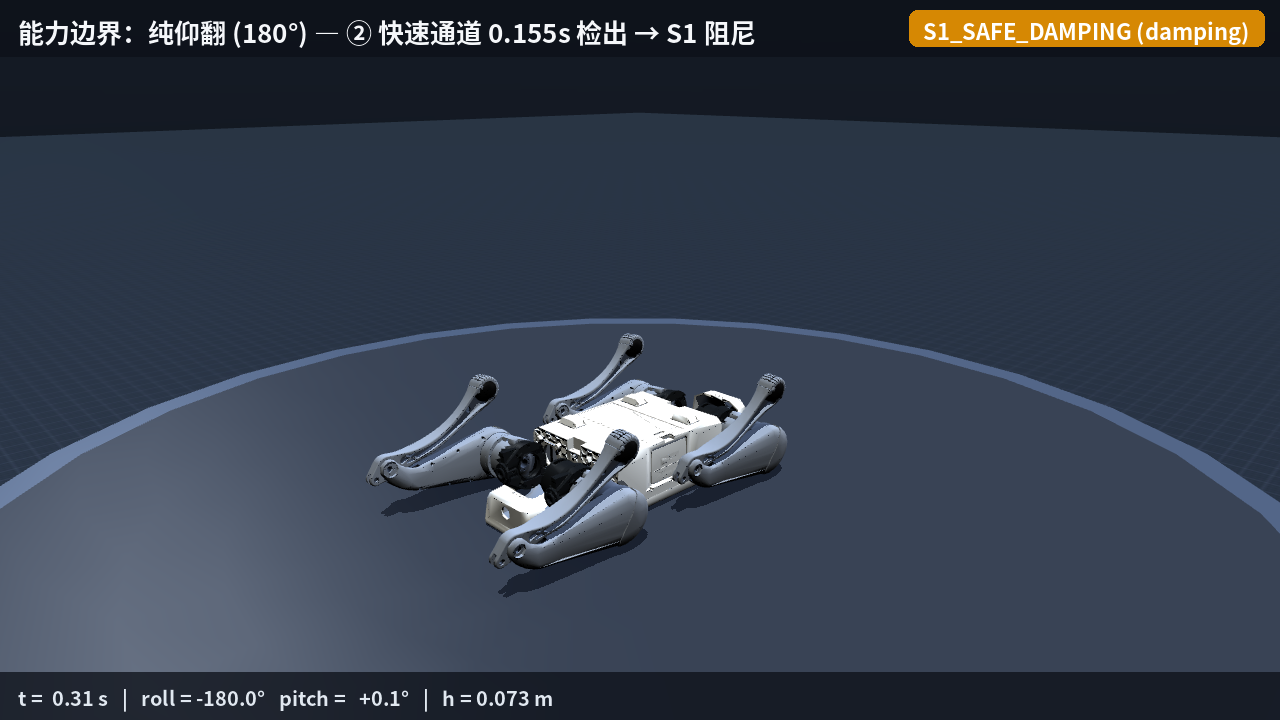 能力边界：纯仰翻 (180°) — ② 快速通道 0.155s 检出 → S1 阻尼
S1_SAFE_DAMPING (damping)
t = 0.31 s | roll = -180.0° pitch = +0.1° | h = 0.073 m